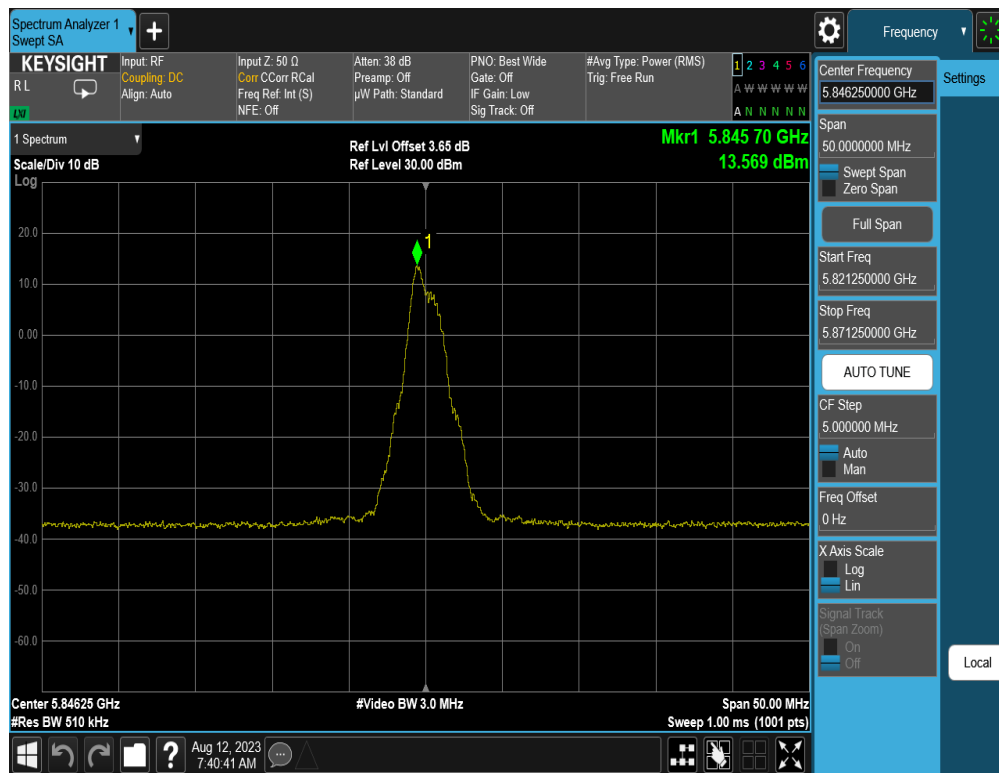 Spectrum Analyzer 1
Swept SA
Frequency
KEYSIGHT
R L
LXI
Input: RF
Coupling: DC
Align: Auto
Input Z: 50 Ω
Corr CCorr RCal
Freq Ref: Int (S)
NFE: Off
Atten: 38 dB
Preamp: Off
µW Path: Standard
PNO: Best Wide
Gate: Off
IF Gain: Low
Sig Track: Off
#Avg Type: Power (RMS)
Trig: Free Run
1 2 3 4 5 6
A W W W W W
A N N N N N
1 Spectrum
Scale/Div 10 dB
Log
Ref Lvl Offset 3.65 dB
Ref Level 30.00 dBm
Mkr1 5.845 70 GHz
13.569 dBm
1
20.0
10.0
0.00
-10.0
-20.0
-30.0
-40.0
-50.0
-60.0
Center 5.84625 GHz
#Res BW 510 kHz
#Video BW 3.0 MHz
Span 50.00 MHz
Sweep 1.00 ms (1001 pts)
Center Frequency
5.846250000 GHz
Span
50.0000000 MHz
Swept Span
Zero Span
Full Span
Start Freq
5.821250000 GHz
Stop Freq
5.871250000 GHz
AUTO TUNE
CF Step
5.000000 MHz
Auto
Man
Freq Offset
0 Hz
X Axis Scale
Log
Lin
Signal Track
(Span Zoom)
On
Off
Settings
Local
?
Aug 12, 2023
7:40:41 AM